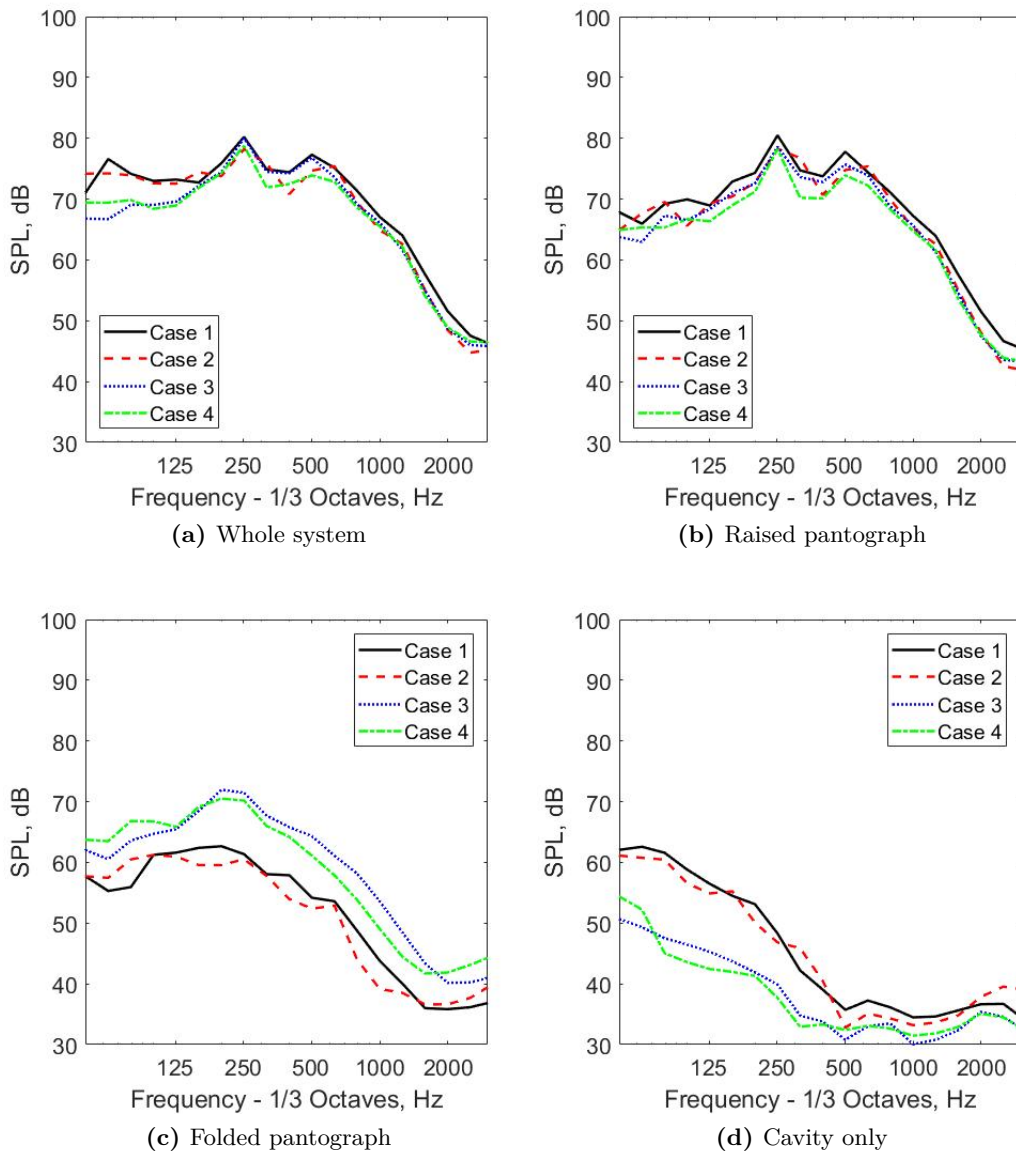 100
90
80
70
60
50
40
30
SPL, dB
Case 1
Case 2
Case 3
Case 4
125 250 500 1000 2000
Frequency - 1/3 Octaves, Hz
(a) Whole system
100
90
80
70
60
50
40
30
SPL, dB
Case 1
Case 2
Case 3
Case 4
125 250 500 1000 2000
Frequency - 1/3 Octaves, Hz
(b) Raised pantograph
100
90
80
70
60
50
40
30
SPL, dB
Case 1
Case 2
Case 3
Case 4
125 250 500 1000 2000
Frequency - 1/3 Octaves, Hz
(c) Folded pantograph
100
90
80
70
60
50
40
30
SPL, dB
Case 1
Case 2
Case 3
Case 4
125 250 500 1000 2000
Frequency - 1/3 Octaves, Hz
(d) Cavity only